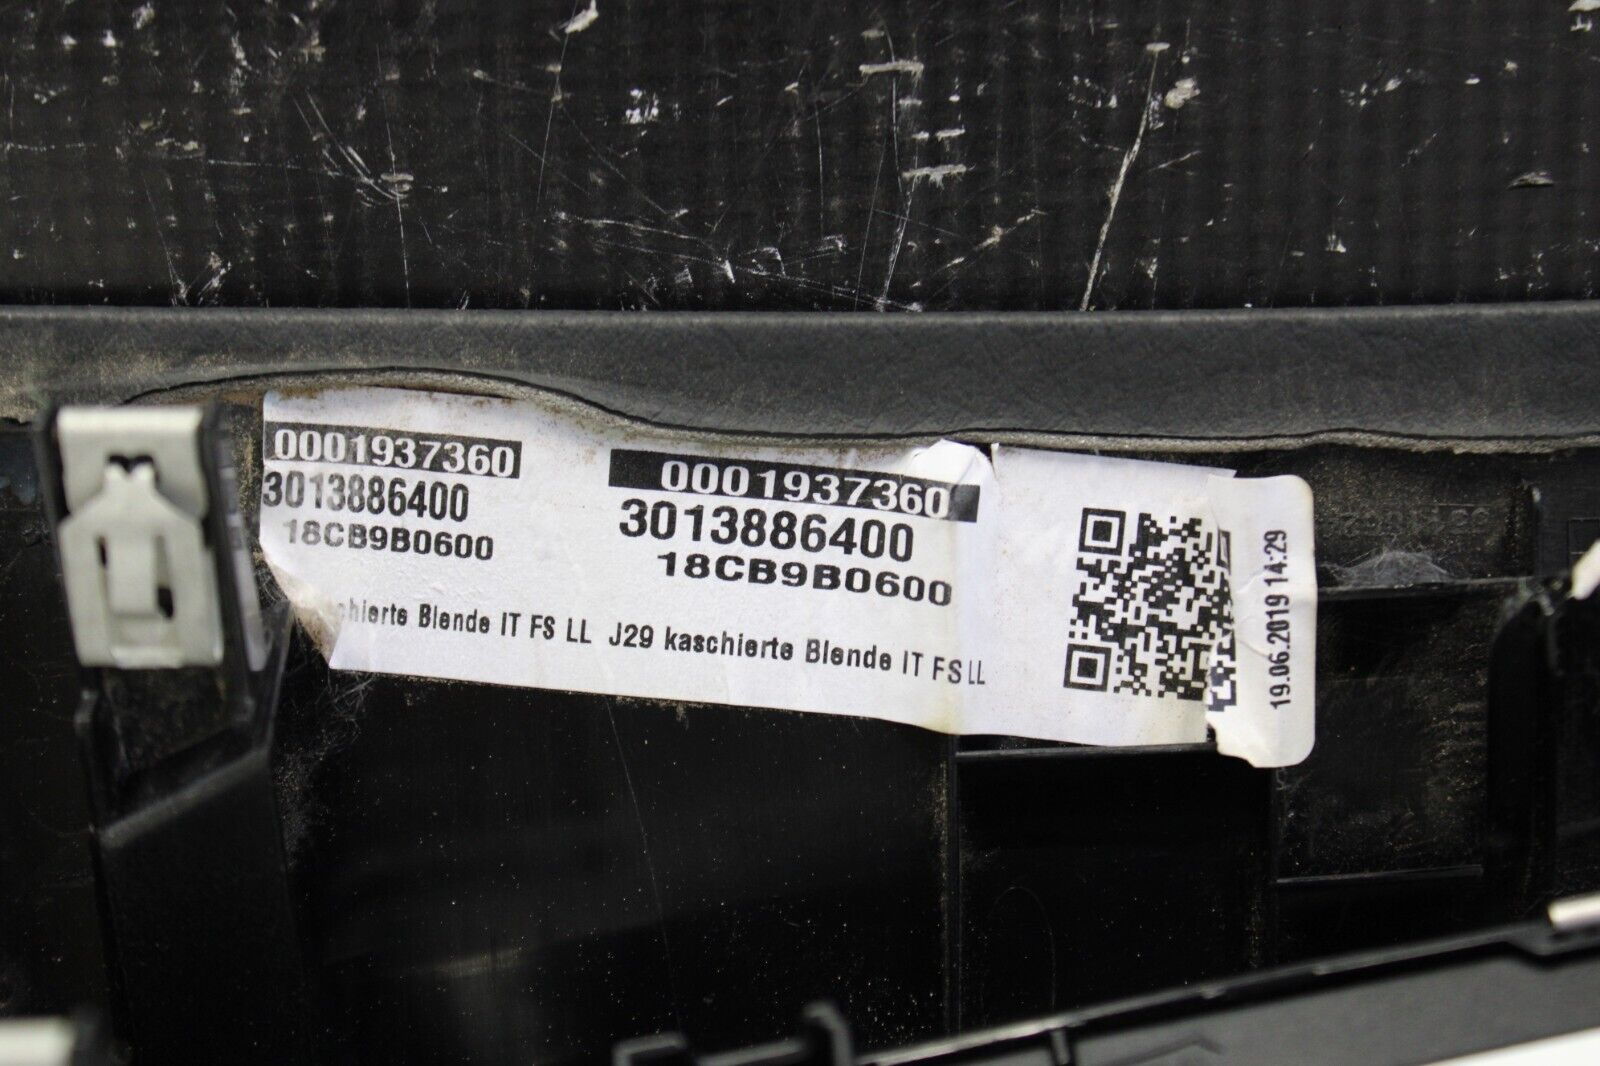 0001937360
3013886400
18CB9B0600
chierte Blende IT FS LL
0001937360
3013886400
18CB9B0600
J29 kaschierte Blende IT FS LL
19.06.2019 14:29